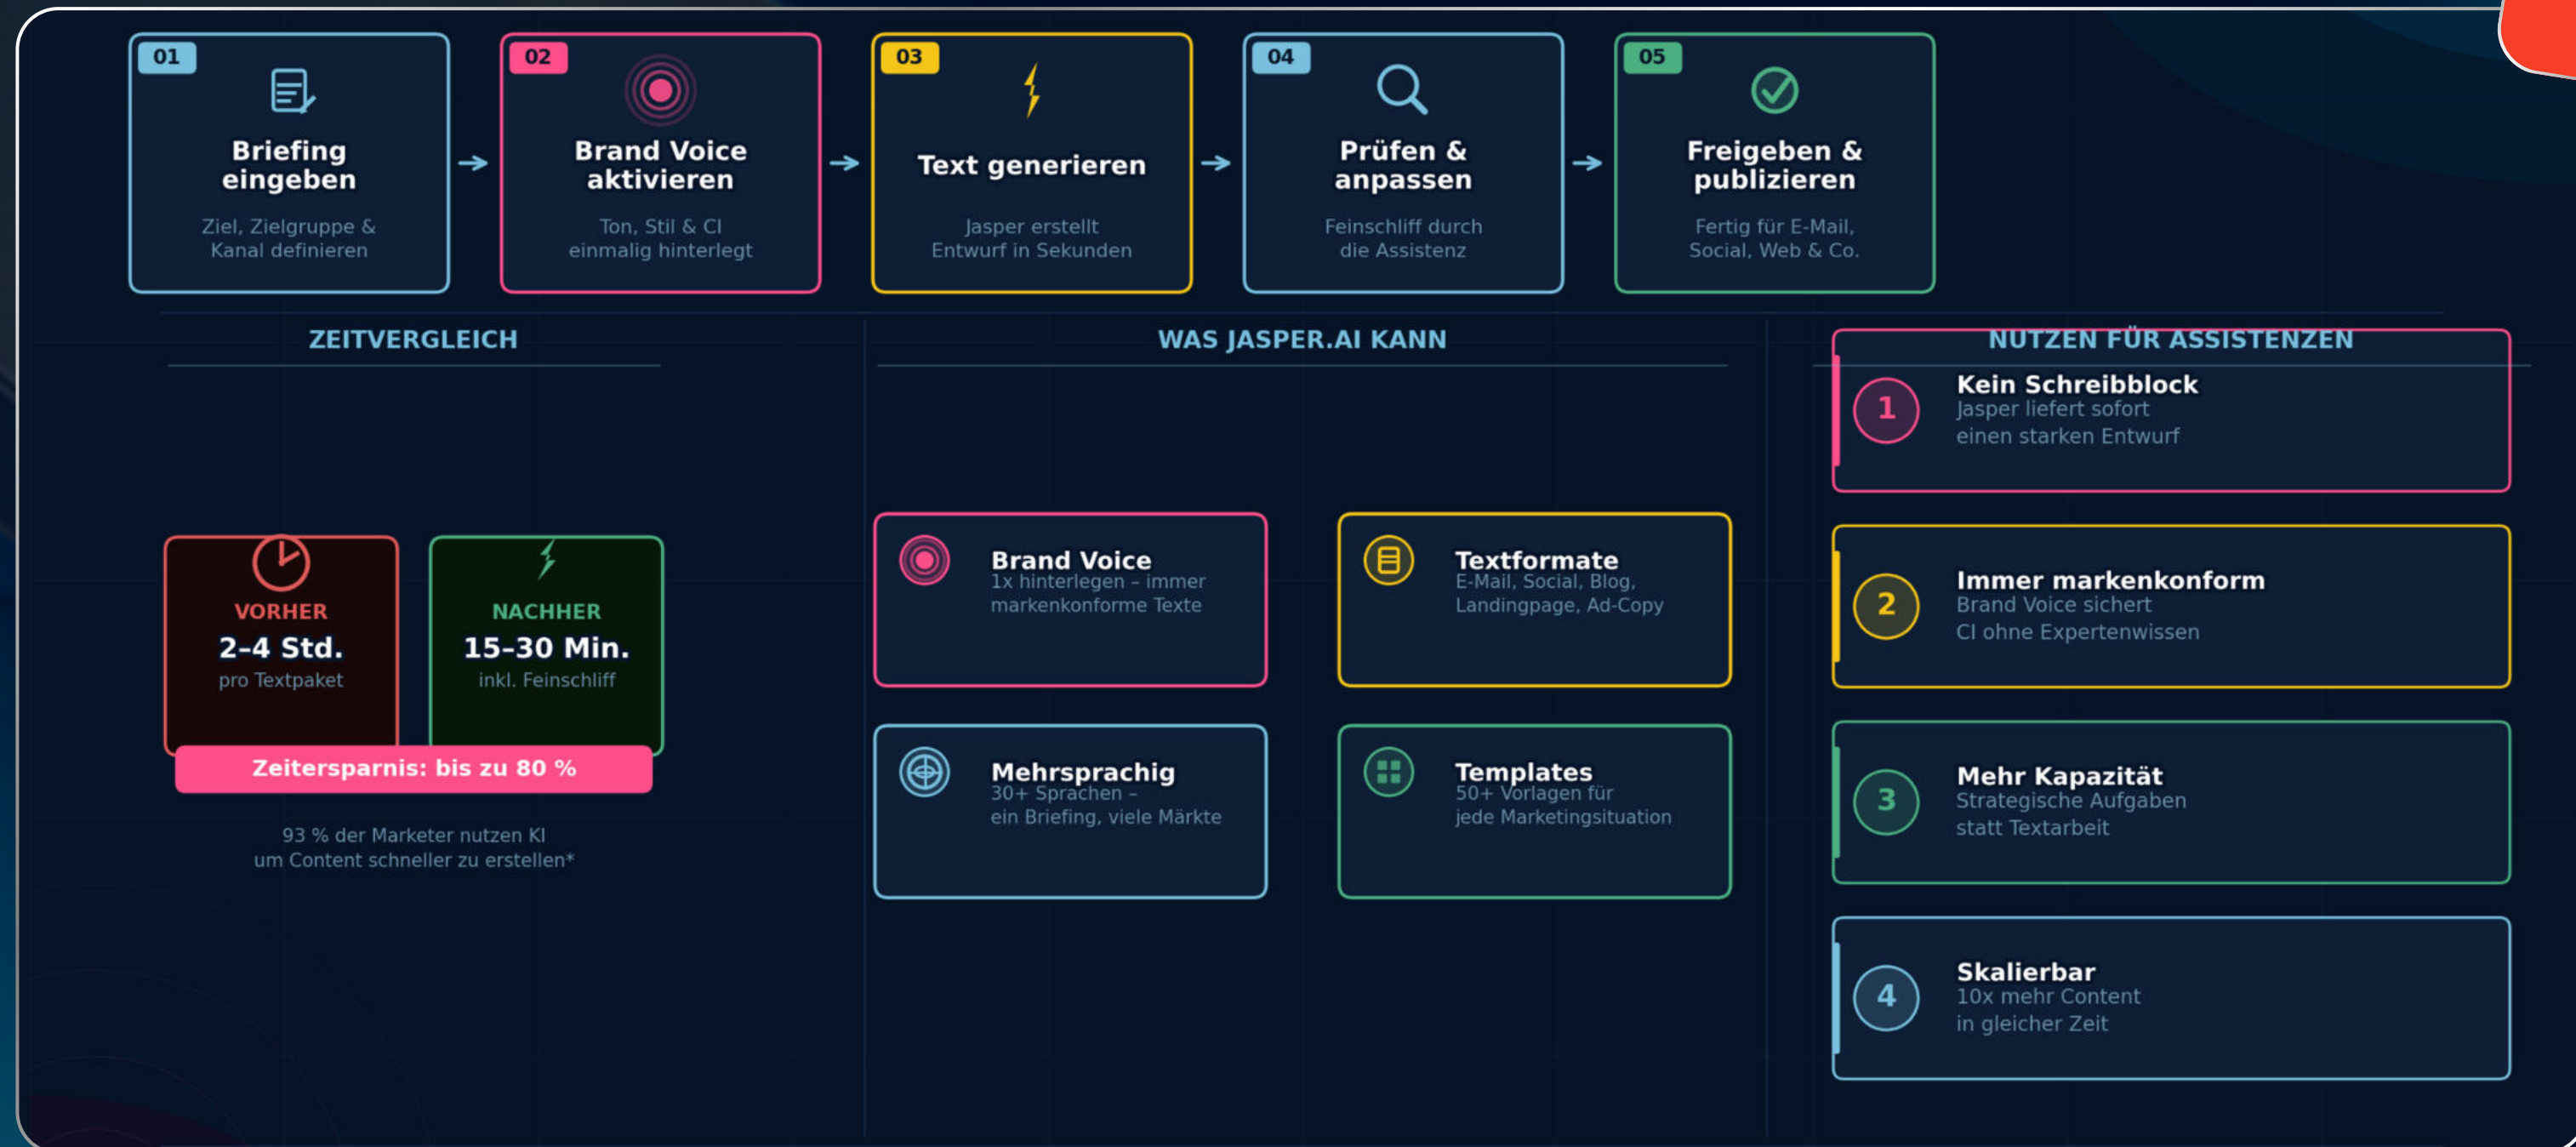 01
Briefing
eingeben
Ziel, Zielgruppe &
Kanal definieren
02
Brand Voice
aktivieren
Ton, Stil & CI
einmalig hinterlegt
03
Text generieren
Jasper erstellt
Entwurf in Sekunden
04
Prüfen &
anpassen
Feinschliff durch
die Assistenz
05
Freigeben &
publizieren
Fertig für E-Mail,
Social, Web & Co.
ZEITVERGLEICH
VORHER
2–4 Std.
pro Textpaket
NACHHER
15–30 Min.
inkl. Feinschliff
Zeitersparnis: bis zu 80 %
93 % der Marketer nutzen KI
um Content schneller zu erstellen*
WAS JASPER.AI KANN
Brand Voice
1x hinterlegen – immer
markenkonforme Texte
Textformate
E-Mail, Social, Blog,
Landingpage, Ad-Copy
Mehrsprachig
30+ Sprachen –
ein Briefing, viele Märkte
Templates
50+ Vorlagen für
jede Marketingsituation
NUTZEN FÜR ASSISTENZEN
1
Kein Schreibblock
Jasper liefert sofort
einen starken Entwurf
2
Immer markenkonform
Brand Voice sichert
CI ohne Expertenwissen
3
Mehr Kapazität
Strategische Aufgaben
statt Textarbeit
4
Skalierbar
10x mehr Content
in gleicher Zeit